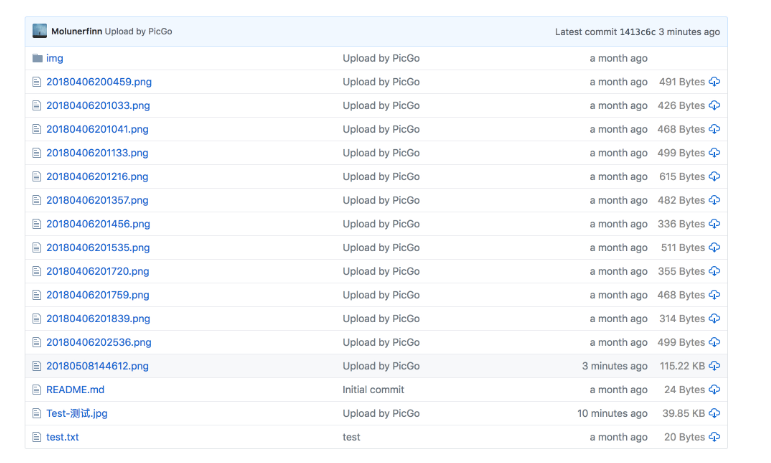 Molunerfinn Upload by PicGo Latest commit 1413c6c 3 minutes ago
img Upload by PicGo a month ago
20180406200459.png Upload by PicGo a month ago 491 Bytes
20180406201033.png Upload by PicGo a month ago 426 Bytes
20180406201041.png Upload by PicGo a month ago 468 Bytes
20180406201133.png Upload by PicGo a month ago 499 Bytes
20180406201216.png Upload by PicGo a month ago 615 Bytes
20180406201357.png Upload by PicGo a month ago 482 Bytes
20180406201456.png Upload by PicGo a month ago 336 Bytes
20180406201535.png Upload by PicGo a month ago 511 Bytes
20180406201720.png Upload by PicGo a month ago 355 Bytes
20180406201759.png Upload by PicGo a month ago 468 Bytes
20180406201839.png Upload by PicGo a month ago 314 Bytes
20180406202536.png Upload by PicGo a month ago 499 Bytes
20180508144612.png Upload by PicGo 3 minutes ago 115.22 KB
README.md Initial commit a month ago 24 Bytes
Test-测试.jpg Upload by PicGo 10 minutes ago 39.85 KB
test.txt test a month ago 20 Bytes